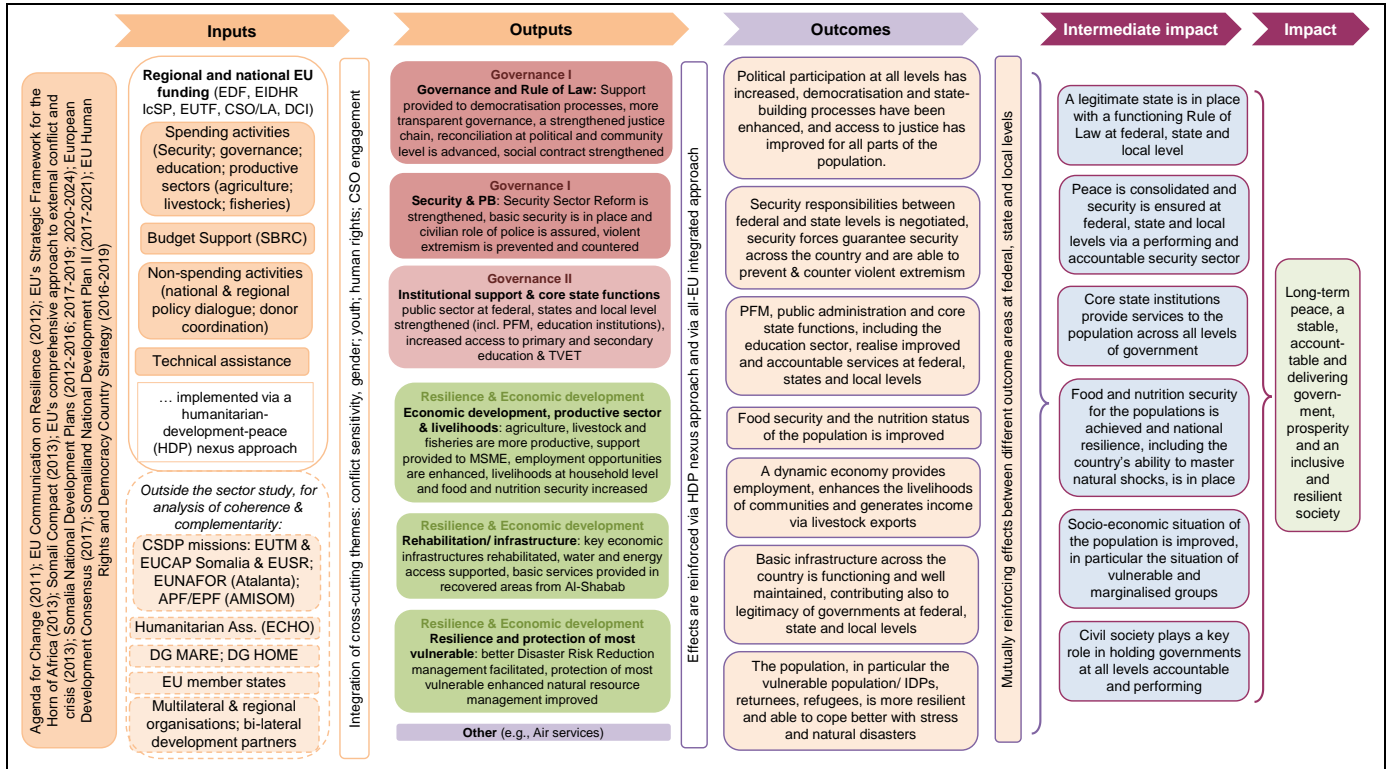 Inputs
Outputs
Outcomes
Intermediate impact
Impact
Agenda for Change (2011); EU Communication on Resilience (2012); EU's Strategic Framework for the
Horn of Africa (2013); Somali Compact (2013); EU's comprehensive approach to external conflict and
crisis (2013); Somalia National Development Plans (2012-2016; 2017-2019; 2020-2024); European
Development Consensus (2017); Somaliland National Development Plan II (2017-2021); EU Human
Rights and Democracy Country Strategy (2016-2019)
Regional and national EU
funding (EDF, EIDHR
IcSP, EUTF, CSO/LA, DCI)
Spending activities
(Security; governance;
education; productive
sectors (agriculture;
livestock; fisheries)
Budget Support (SBRC)
Non-spending activities
(national & regional
policy dialogue; donor
coordination)
Technical assistance
… implemented via a
humanitarian-
development-peace
(HDP) nexus approach
Outside the sector study, for
analysis of coherence &
complementarity:
CSDP missions: EUTM &
EUCAP Somalia & EUSR;
EUNAFOR (Atalanta);
APF/EPF (AMISOM)
Humanitarian Ass. (ECHO)
DG MARE; DG HOME
EU member states
Multilateral & regional
organisations; bi-lateral
development partners
Integration of cross-cutting themes: conflict sensitivity, gender; youth; human rights; CSO engagement
Governance I
Governance and Rule of Law: Support
provided to democratisation processes, more
transparent governance, a strengthened justice
chain, reconciliation at political and community
level is advanced, social contract strengthened
Governance I
Security & PB: Security Sector Reform is
strengthened, basic security is in place and
civilian role of police is assured, violent
extremism is prevented and countered
Governance II
Institutional support & core state functions
public sector at federal, states and local level
strengthened (incl. PFM, education institutions),
increased access to primary and secondary
education & TVET
Resilience & Economic development
Economic development, productive sector
& livelihoods: agriculture, livestock and
fisheries are more productive, support
provided to MSME, employment opportunities
are enhanced, livelihoods at household level
and food and nutrition security increased
Resilience & Economic development
Rehabilitation/ infrastructure: key economic
infrastructures rehabilitated, water and energy
access supported, basic services provided in
recovered areas from Al-Shabab
Resilience & Economic development
Resilience and protection of most
vulnerable: better Disaster Risk Reduction
management facilitated, protection of most
vulnerable enhanced natural resource
management improved
Other (e.g., Air services)
Effects are reinforced via HDP nexus approach and via all-EU integrated approach
Political participation at all levels has
increased, democratisation and state-
building processes have been
enhanced, and access to justice has
improved for all parts of the
population.
Security responsibilities between
federal and state levels is negotiated,
security forces guarantee security
across the country and are able to
prevent & counter violent extremism
PFM, public administration and core
state functions, including the
education sector, realise improved
and accountable services at federal,
states and local levels
Food security and the nutrition status
of the population is improved
A dynamic economy provides
employment, enhances the livelihoods
of communities and generates income
via livestock exports
Basic infrastructure across the
country is functioning and well
maintained, contributing also to
legitimacy of governments at federal,
state and local levels
The population, in particular the
vulnerable population/ IDPs,
returnees, refugees, is more resilient
and able to cope better with stress
and natural disasters
Mutually reinforcing effects between different outcome areas at federal, state and local levels
A legitimate state is in place
with a functioning Rule of
Law at federal, state and
local level
Peace is consolidated and
security is ensured at
federal, state and local
levels via a performing and
accountable security sector
Core state institutions
provide services to the
population across all levels
of government
Food and nutrition security
for the populations is
achieved and national
resilience, including the
country's ability to master
natural shocks, is in place
Socio-economic situation of
the population is improved,
in particular the situation of
vulnerable and
marginalised groups
Civil society plays a key
role in holding governments
at all levels accountable
and performing
Long-term
peace, a
stable,
account-
table and
delivering
govern-
ment,
prosperity
and an
inclusive
and
resilient
society